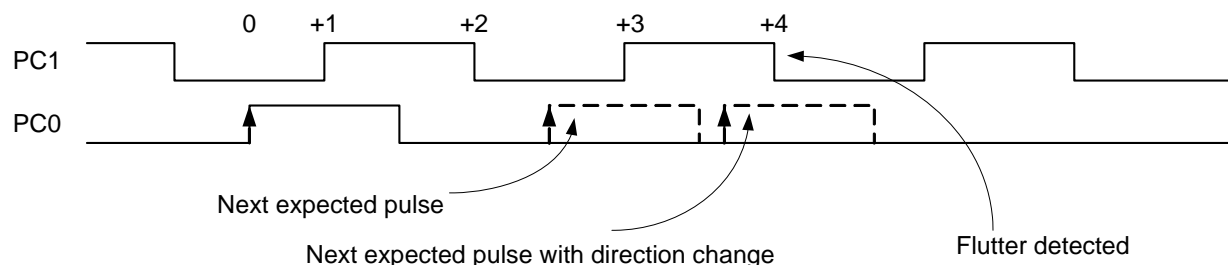 0 +1 +2 +3 +4
PC1
PC0
Next expected pulse
Next expected pulse with direction change
Flutter detected